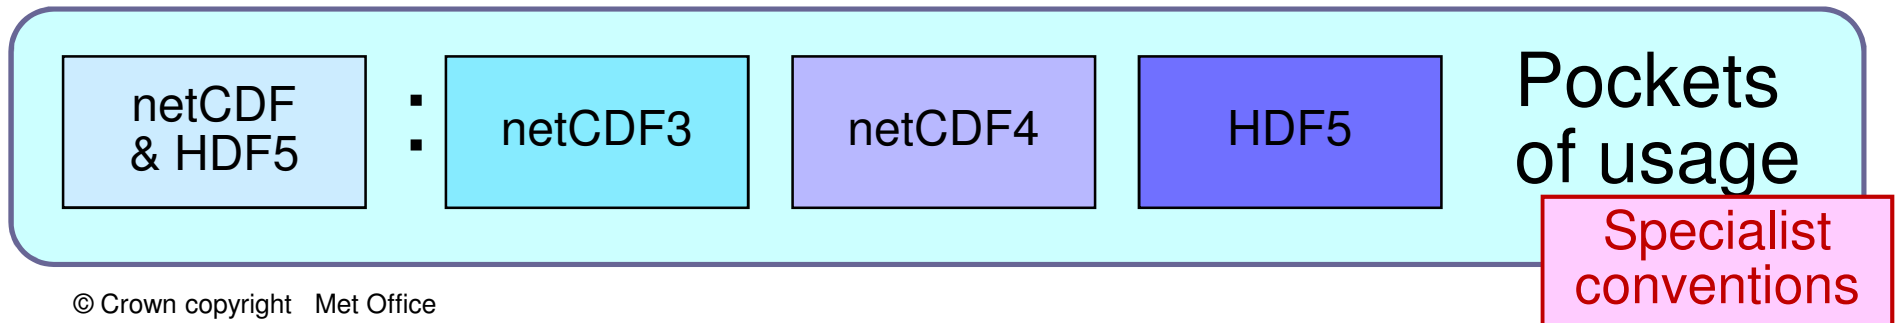 netCDF
& HDF5
:
netCDF3
netCDF4
HDF5
Pockets
of usage
Specialist
conventions
© Crown copyright Met Office